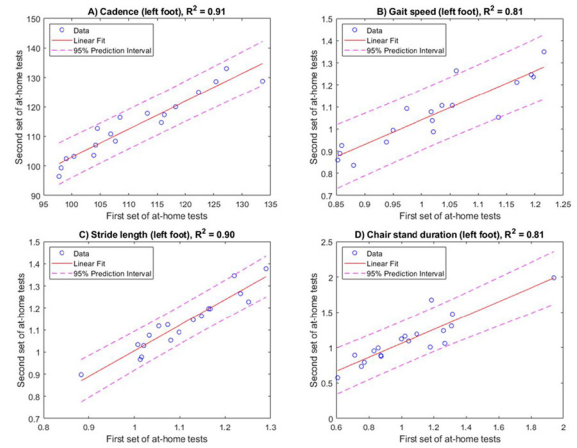 A) Cadence (left foot), R² = 0.91
Data
Linear Fit
95% Prediction Interval
Second set of at-home tests
150
140
130
120
110
100
90
95 100 105 110 115 120 125 130 135
First set of at-home tests
B) Gait speed (left foot), R² = 0.81
Data
Linear Fit
95% Prediction Interval
Second set of at-home tests
1.5
1.4
1.3
1.2
1.1
1
0.9
0.8
0.7
0.85 0.9 0.95 1 1.05 1.1 1.15 1.2 1.25
First set of at-home tests
C) Stride length (left foot), R² = 0.90
Data
Linear Fit
95% Prediction Interval
Second set of at-home tests
1.5
1.4
1.3
1.2
1.1
1
0.9
0.8
0.7
0.8 0.9 1 1.1 1.2 1.3
First set of at-home tests
D) Chair stand duration (left foot), R² = 0.81
Data
Linear Fit
95% Prediction Interval
Second set of at-home tests
2.5
2
1.5
1
0.5
0
0.6 0.8 1 1.2 1.4 1.6 1.8 2
First set of at-home tests